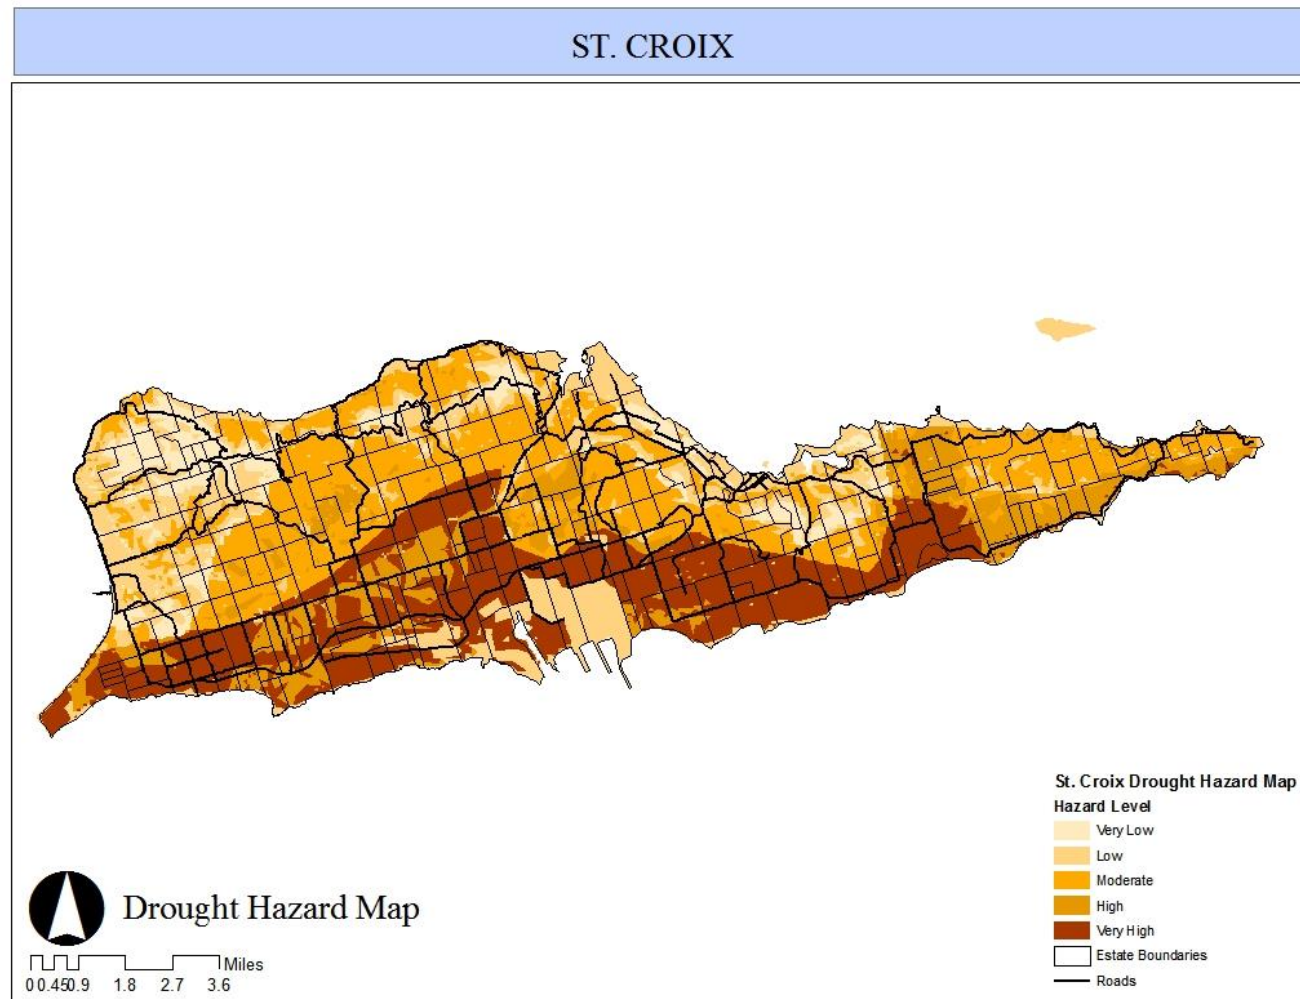 ST. CROIX
St. Croix Drought Hazard Map
Hazard Level
Very Low
Low
Moderate
High
Very High
Estate Boundaries
Roads
Drought Hazard Map
Miles
0 0.45 0.9 1.8 2.7 3.6